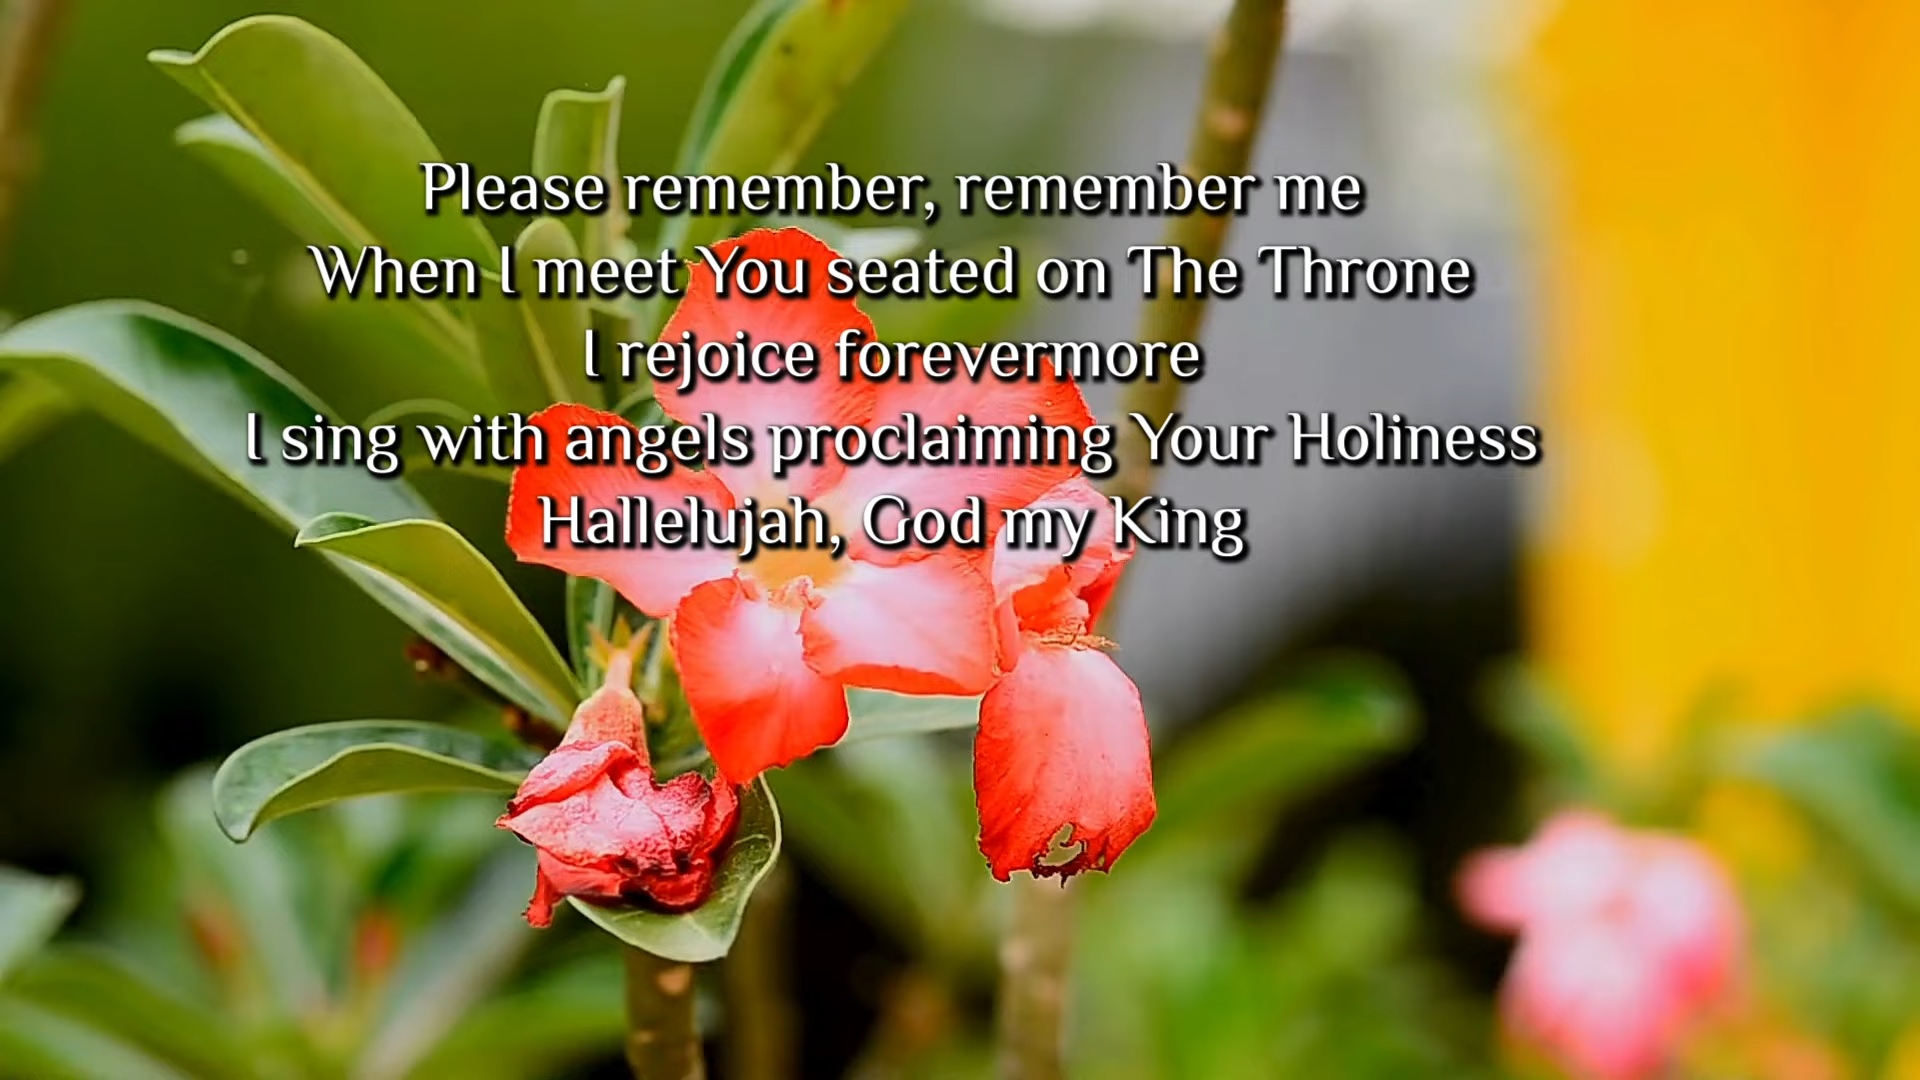 Please remember, remember me
When I meet You seated on The Throne
I rejoice forevermore
I sing with angels proclaiming Your Holiness
Hallelujah, God my King